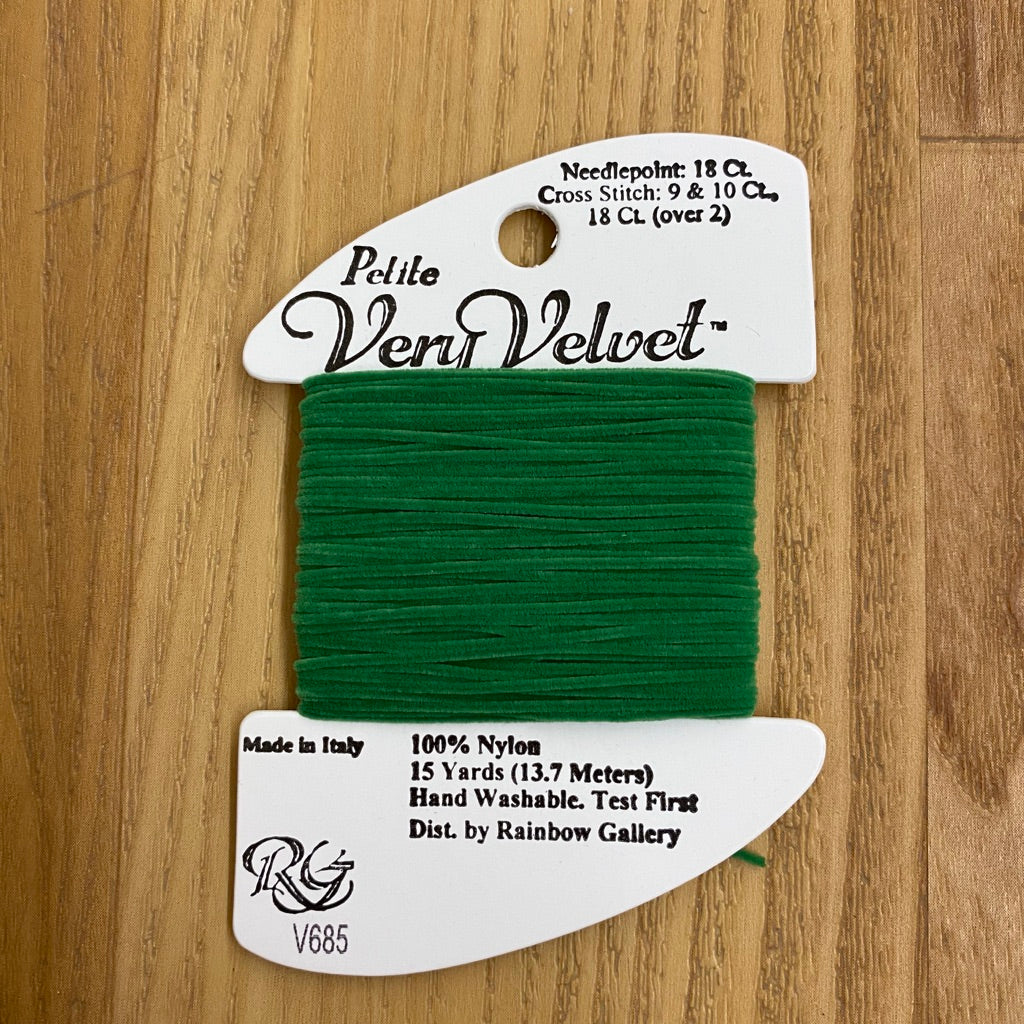 Needlepoint: 18 Ct.
Cross Stitch: 9 & 10 Ct.,
18 Ct. (over 2)
Petite
Very Velvet™
Made in Italy
100% Nylon
15 Yards (13.7 Meters)
Hand Washable. Test First
Dist. by Rainbow Gallery
RG
V685